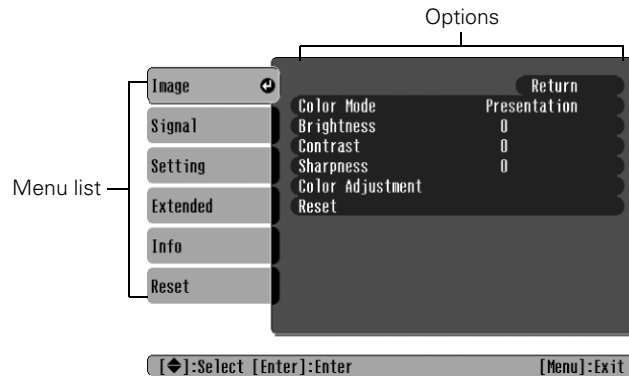 Options
Menu list
Image
Signal
Setting
Extended
Info
Reset
Return
Color Mode Presentation
Brightness 0
Contrast 0
Sharpness 0
Color Adjustment
Reset
[◆]:Select [Enter]:Enter [Menu]:Exit